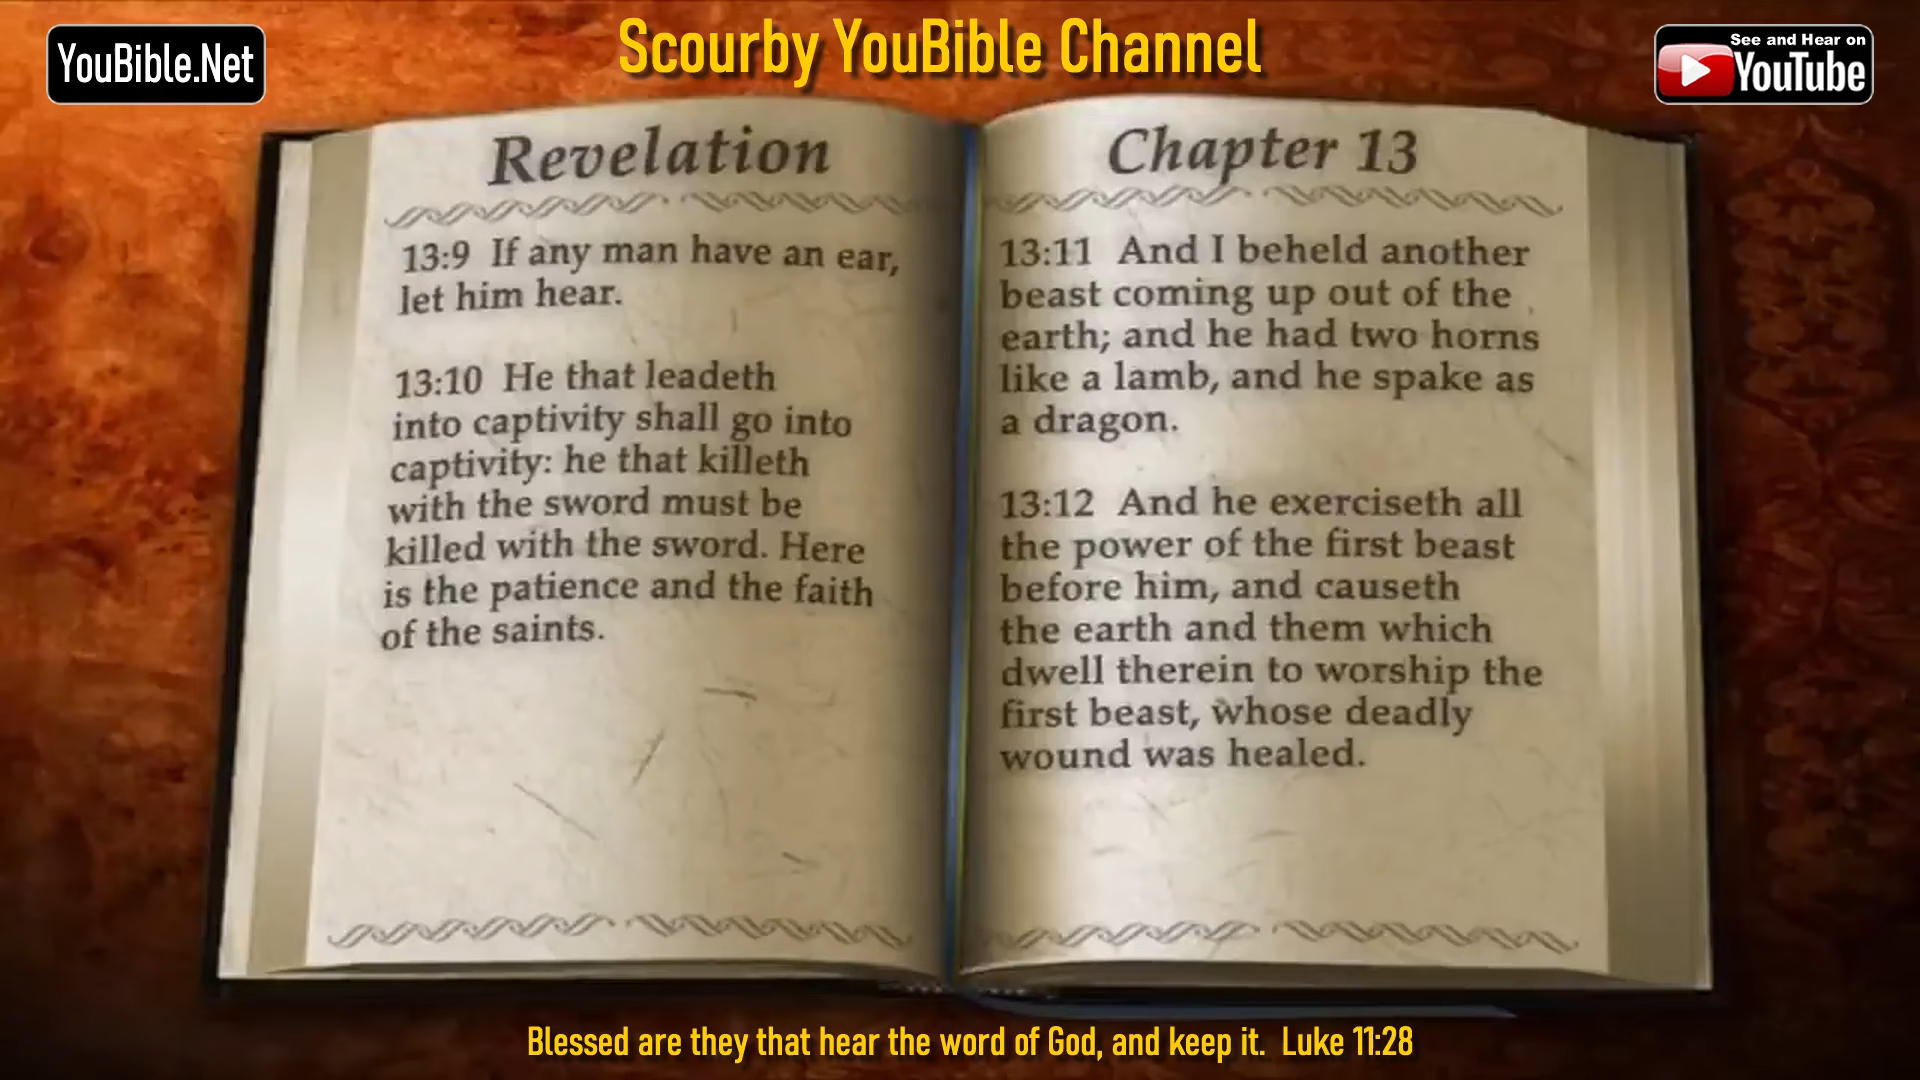 YouBible.Net
Scourby YouBible Channel
See and Hear on
YouTube
Revelation
13:9 If any man have an ear,
let him hear.
13:10 He that leadeth
into captivity shall go into
captivity: he that killeth
with the sword must be
killed with the sword. Here
is the patience and the faith
of the saints.
Chapter 13
13:11 And I beheld another
beast coming up out of the
earth; and he had two horns
like a lamb, and he spake as
a dragon.
13:12 And he exerciseth all
the power of the first beast
before him, and causeth
the earth and them which
dwell therein to worship the
first beast, whose deadly
wound was healed.
Blessed are they that hear the word of God, and keep it. Luke 11:28